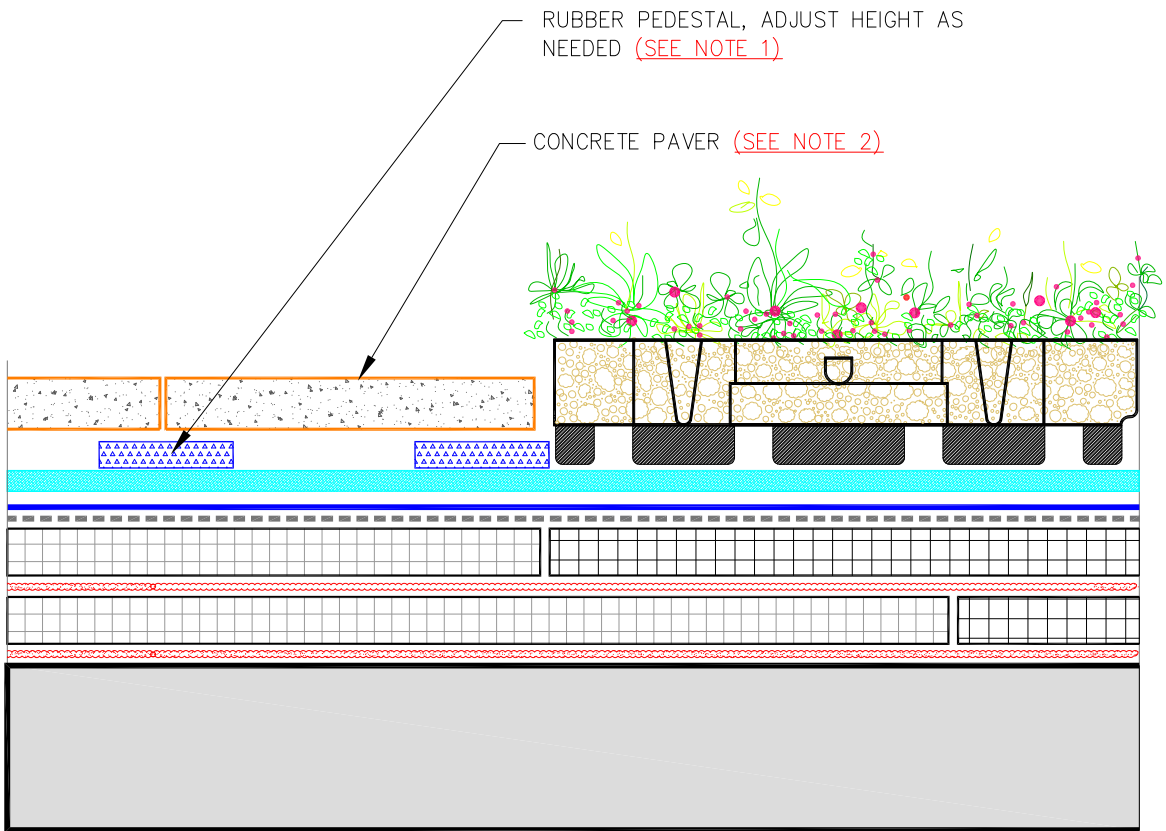 RUBBER PEDESTAL, ADJUST HEIGHT AS
NEEDED (SEE NOTE 1)
CONCRETE PAVER (SEE NOTE 2)